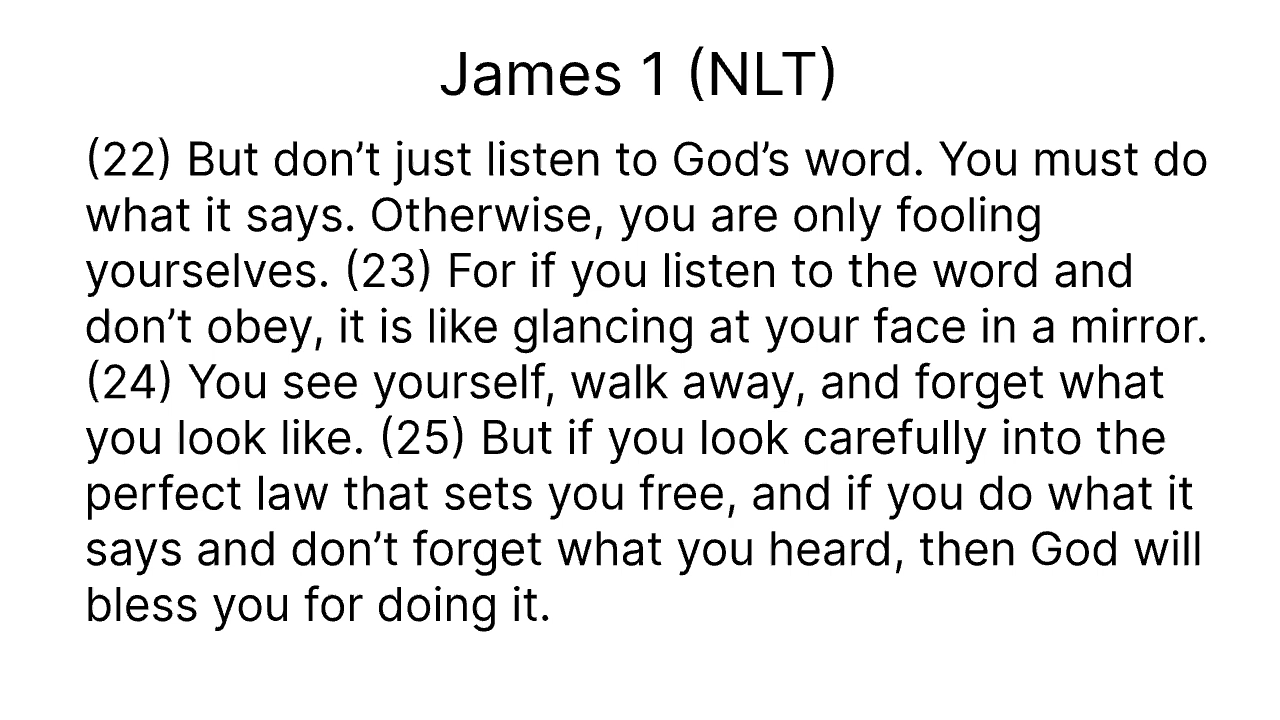 James 1 (NLT)
(22) But don’t just listen to God’s word. You must do
what it says. Otherwise, you are only fooling
yourselves. (23) For if you listen to the word and
don’t obey, it is like glancing at your face in a mirror.
(24) You see yourself, walk away, and forget what
you look like. (25) But if you look carefully into the
perfect law that sets you free, and if you do what it
says and don’t forget what you heard, then God will
bless you for doing it.